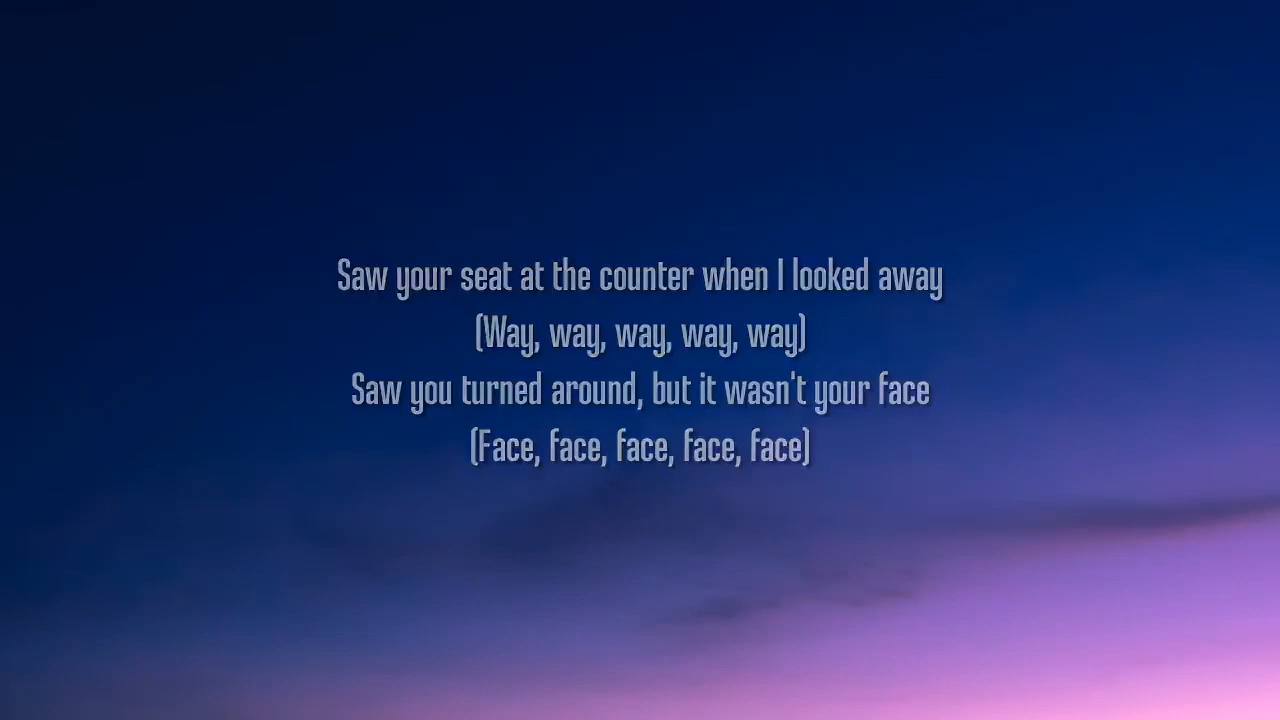 Saw your seat at the counter when I looked away
(Way, way, way, way, way)
Saw you turned around, but it wasn't your face
(Face, face, face, face, face)